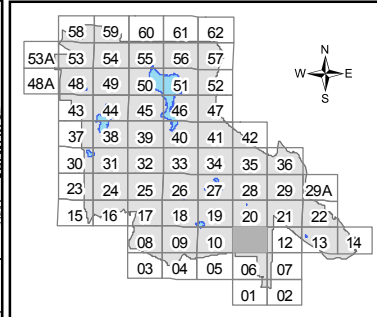 58 59 60 61 62
53A 53 54 55 56 57
N
48A 48 49 50 51 52
W E
S
43 44 45 46 47
37 38 39 40 41 42
30 31 32 33 34 35 36
23 24 25 26 27 28 29 29A
15 16 17 18 19 20 21 22
08 09 10 12 13 14
03 04 05 06 07
01 02